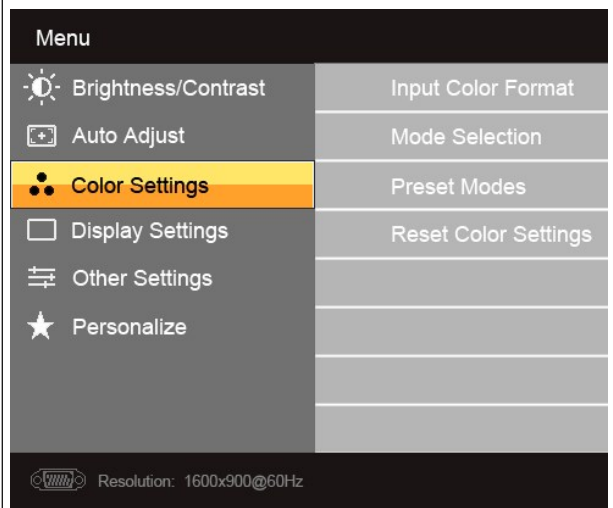 Menu
Brightness/Contrast
Auto Adjust
Color Settings
Display Settings
Other Settings
Personalize
Input Color Format
Mode Selection
Preset Modes
Reset Color Settings
Resolution: 1600x900@60Hz